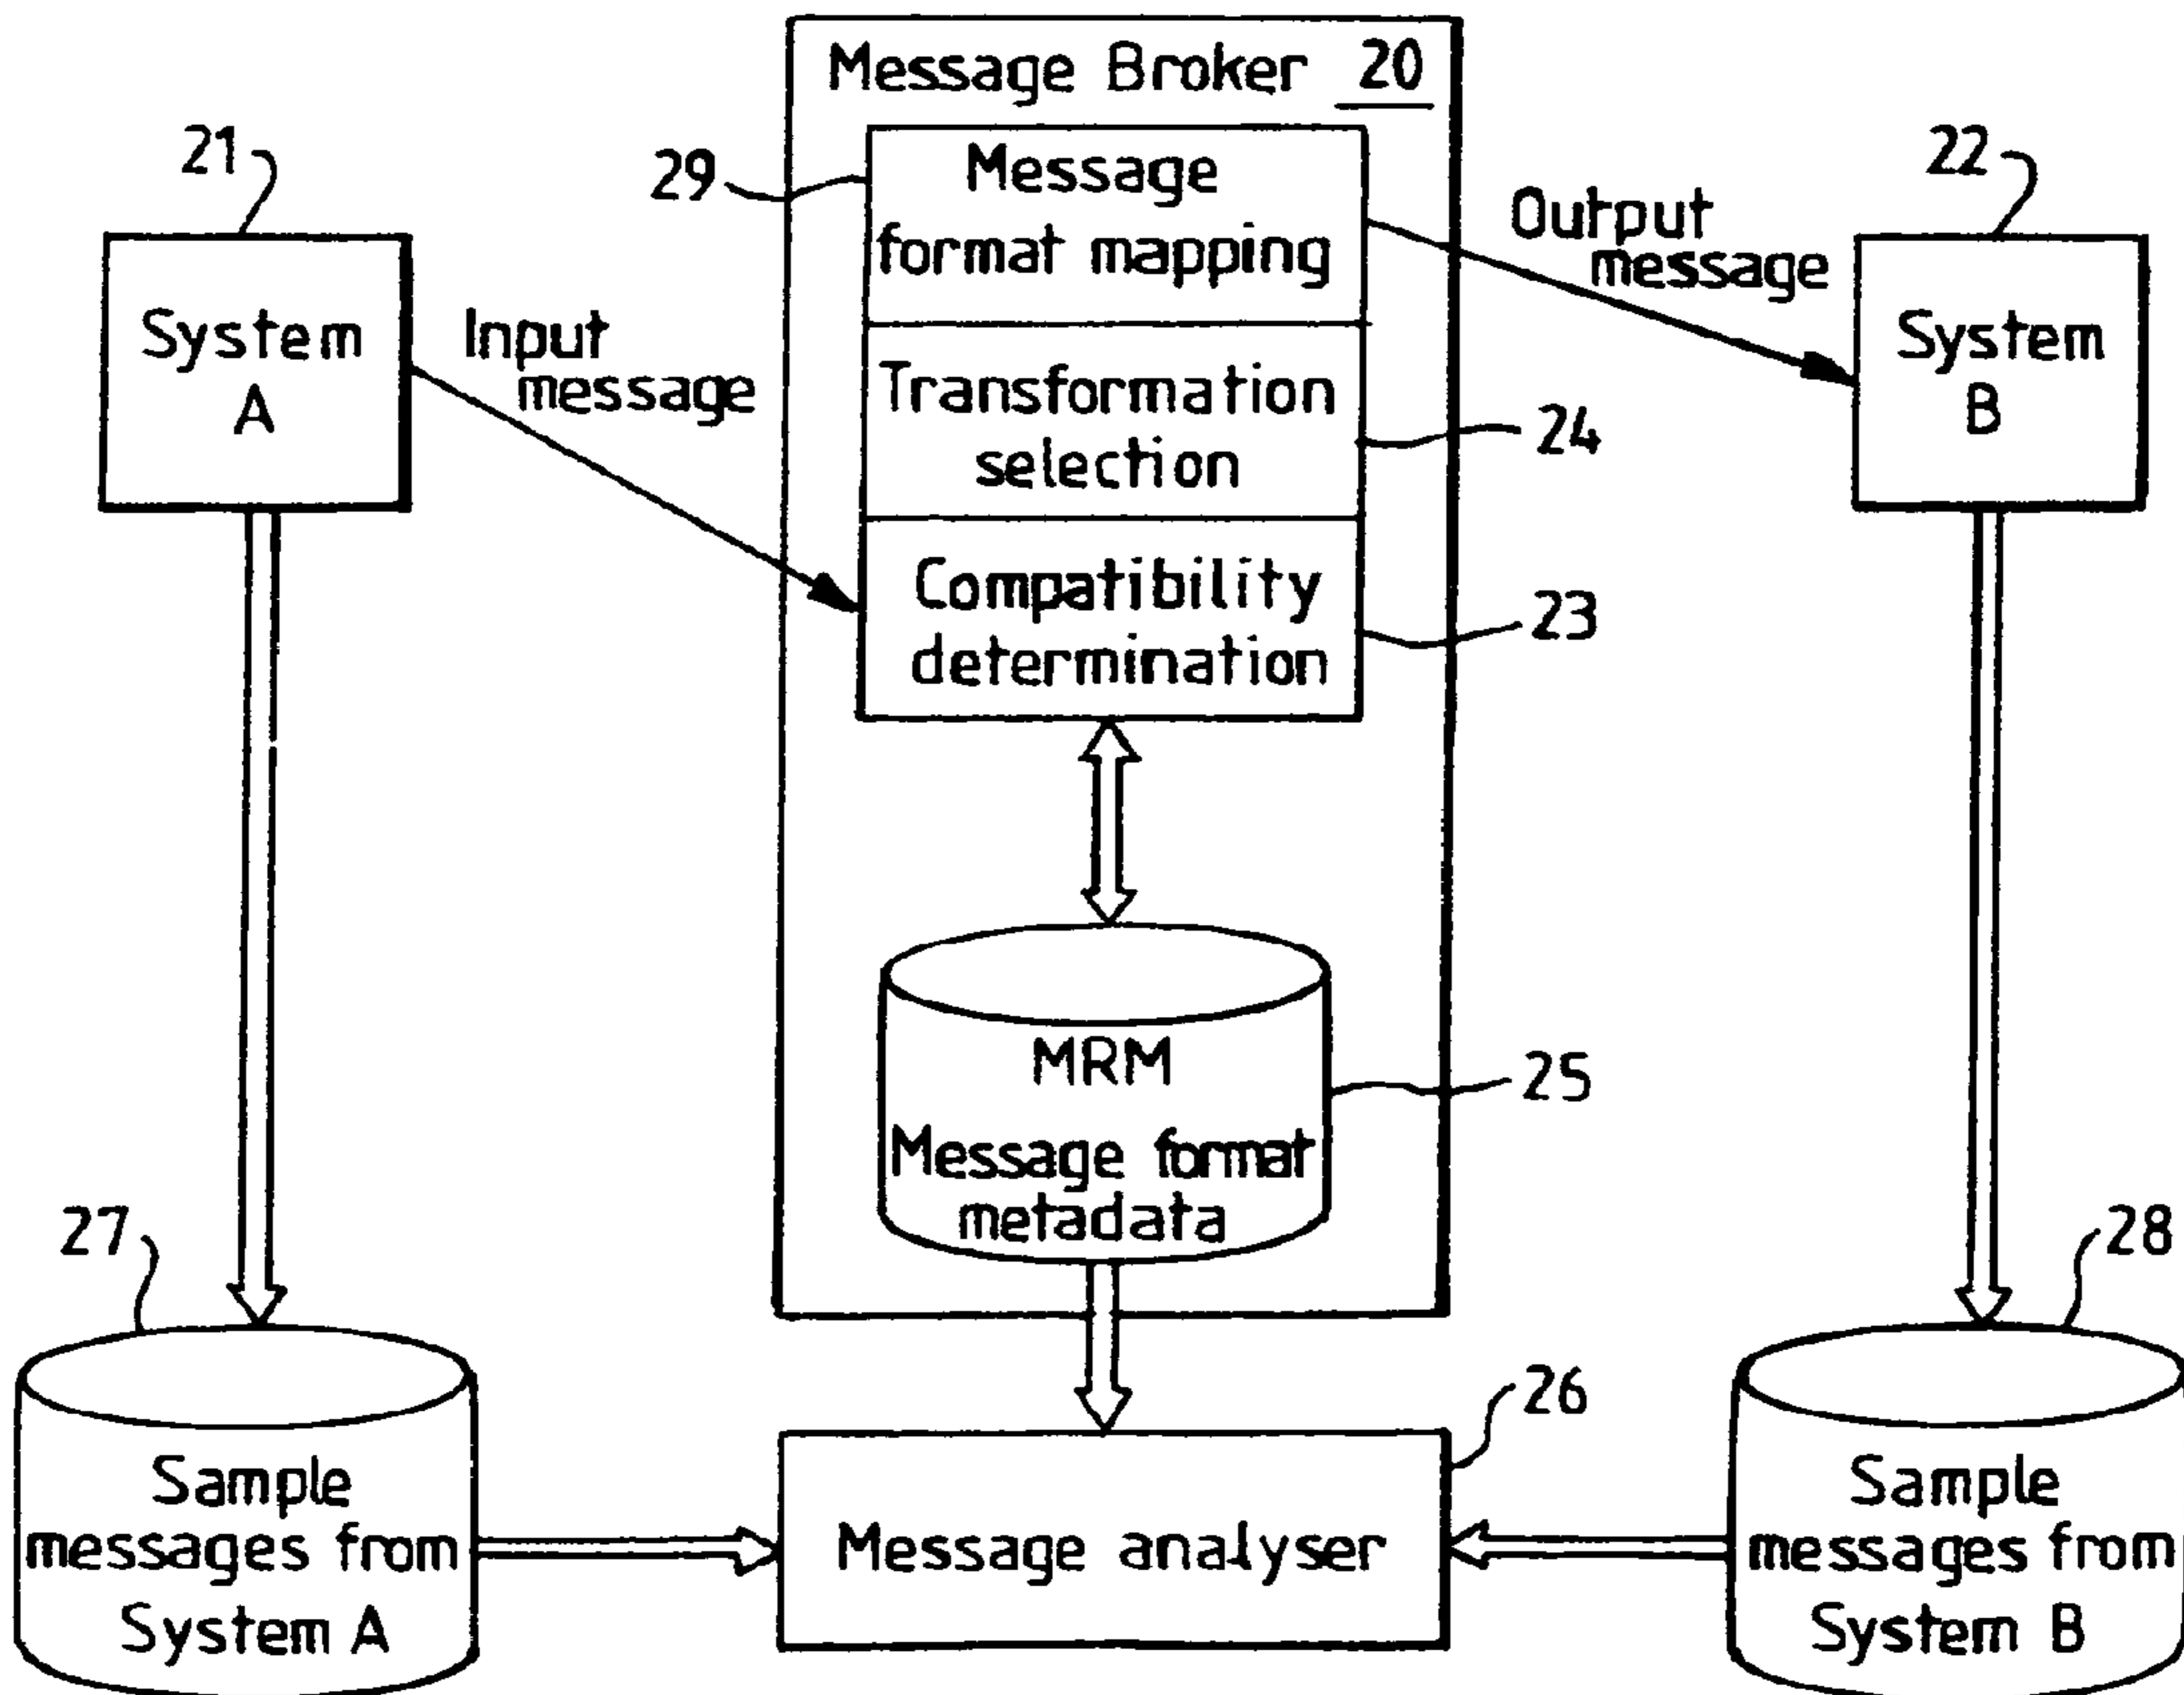 Message Broker 20
21
29
Message
format mapping
22
Output
message
System
A
Input
message
Transformation
selection
24
System
B
Compatibility
determination
23
MRM
Message format
metadata
25
27
28
26
Sample
messages from
System A
Message analyser
Sample
messages from
System B